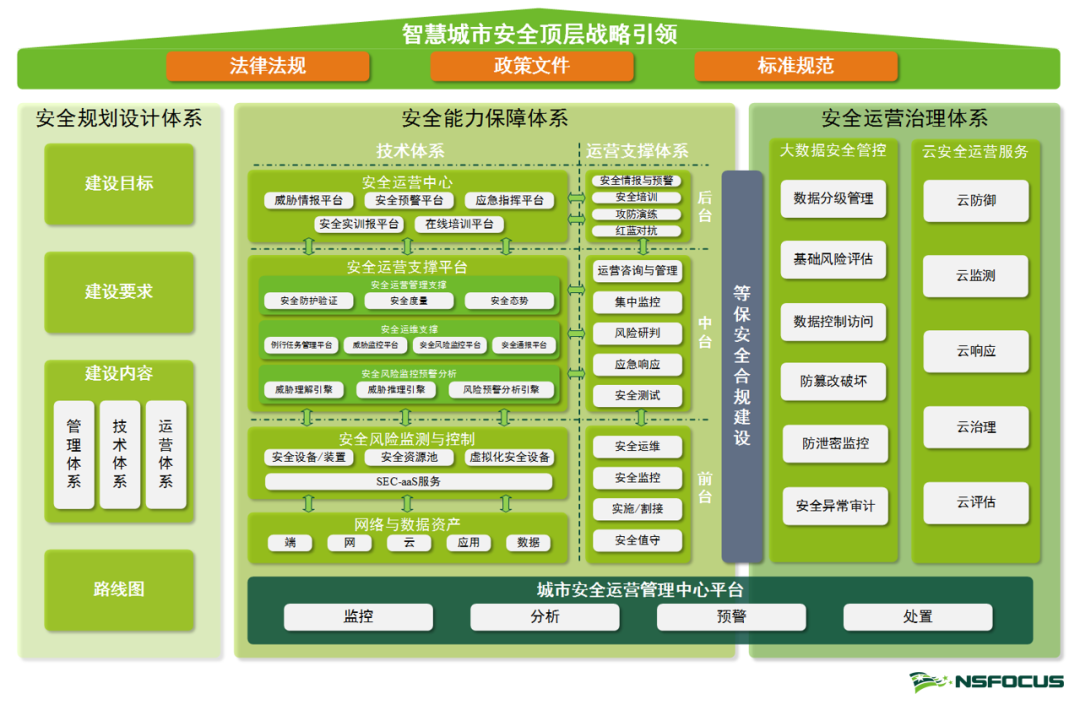 智慧城市安全顶层战略引领
法律法规
政策文件
标准规范
安全规划设计体系
建设目标
建设要求
建设内容
管理体系
技术体系
运营体系
路线图
安全能力保障体系
技术体系
安全运营中心
威胁情报平台
安全预警平台
应急指挥平台
安全实训报平台
在线培训平台
安全运营支撑平台
安全运营管理支撑
安全防护验证
安全度量
安全态势
安全运维支撑
例行任务管理平台
威胁监控平台
安全风险监控平台
安全通报平台
安全风险监控预警分析
威胁理解引擎
威胁推理引擎
风险预警分析引擎
安全风险监测与控制
安全设备/装置
安全资源池
虚拟化安全设备
SEC-aaS服务
网络与数据资产
端
网
云
应用
数据
运营支撑体系
安全情报与预警
安全培训
攻防演练
红蓝对抗
后台
运营咨询与管理
集中监控
风险研判
应急响应
安全测试
中台
安全运维
安全监控
实施/割接
安全值守
前台
等保安全合规建设
安全运营治理体系
大数据安全管控
数据分级管理
基础风险评估
数据控制访问
防篡改破坏
防泄密监控
安全异常审计
云安全运营服务
云防御
云监测
云响应
云治理
云评估
城市安全运营管理中心平台
监控
分析
预警
处置
NSFOCUS